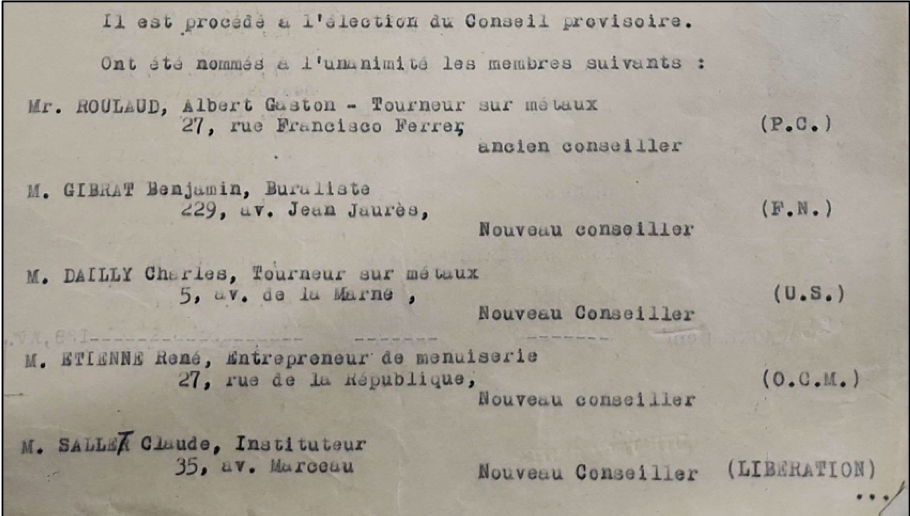 Il est procédé a l'élection du Conseil provisoire.
Ont été nommés a l'unanimité les membres suivants :
Mr. ROULAUD, Albert Gaston - Tourneur sur métaux
27, rue Francisco Ferrer,
ancien conseiller (P.C.)
M. GIBRAT Benjamin, Buraliste
229, av. Jean Jaurès,
Nouveau conseiller (F.N.)
M. DAILLY Charles, Tourneur sur métaux
5, av. de la Marne ,
Nouveau Conseiller (U.S.)
M. ETIENNE René, Entrepreneur de menuiserie
27, rue de la République,
Nouveau conseiller (O.C.M.)
M. SALLET Claude, Instituteur
35, av. Marceau
Nouveau Conseiller (LIBERATION)
.../